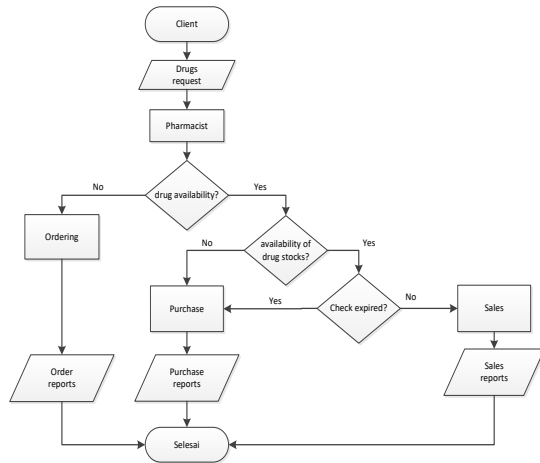 Client
Drugs
request
Pharmacist
drug availability?
No
Yes
Ordering
availability of
drug stocks?
No
Yes
Purchase
Yes
Check expired?
No
Sales
Order
reports
Purchase
reports
Sales
reports
Selesai